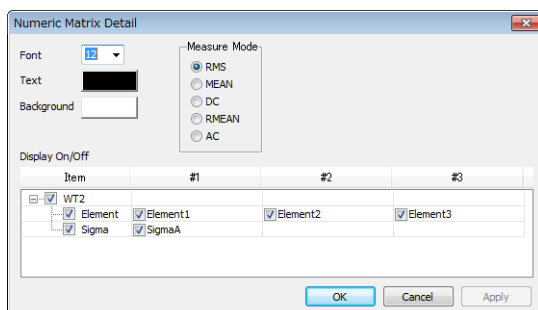 Numeric Matrix Detail
Font 12
Measure Mode
RMS
Text
MEAN
Background
DC
RMEAN
AC
Display On/Off
Item #1 #2 #3
WT2
Element Element1 Element2 Element3
Sigma SigmaA
OK Cancel Apply